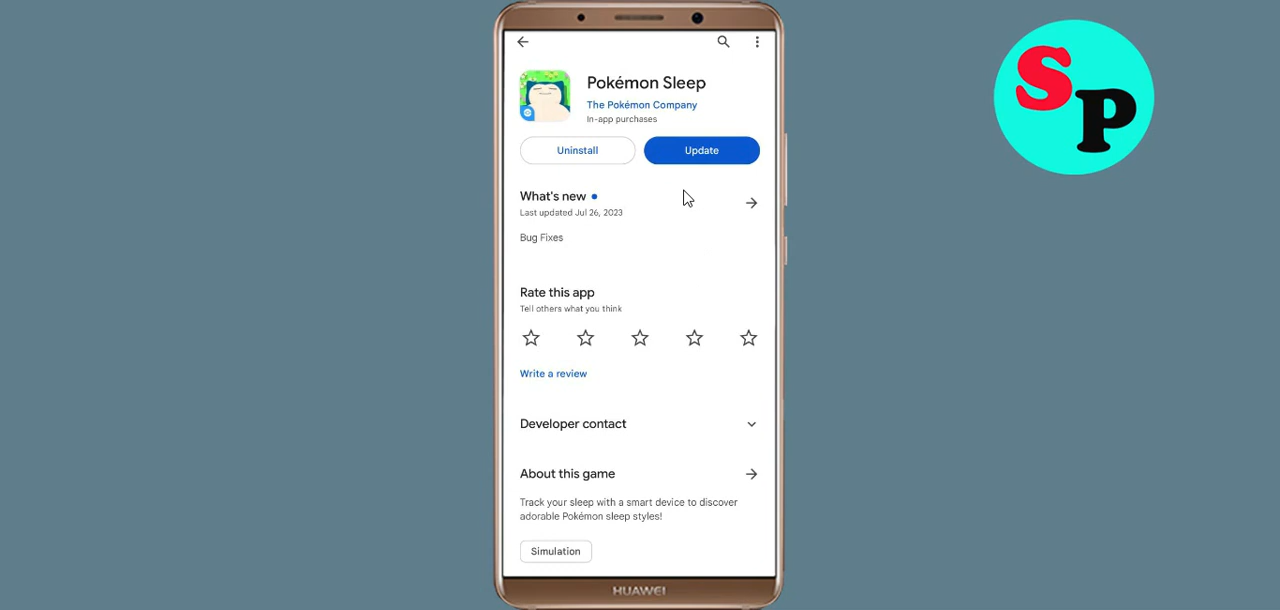 Pokémon Sleep
The Pokémon Company
In-app purchases
Uninstall
Update
What's new
Last updated Jul 26, 2023
Bug Fixes
Rate this app
Tell others what you think
Write a review
Developer contact
About this game
Track your sleep with a smart device to discover
adorable Pokémon sleep styles!
Simulation
HUAWEI
SP